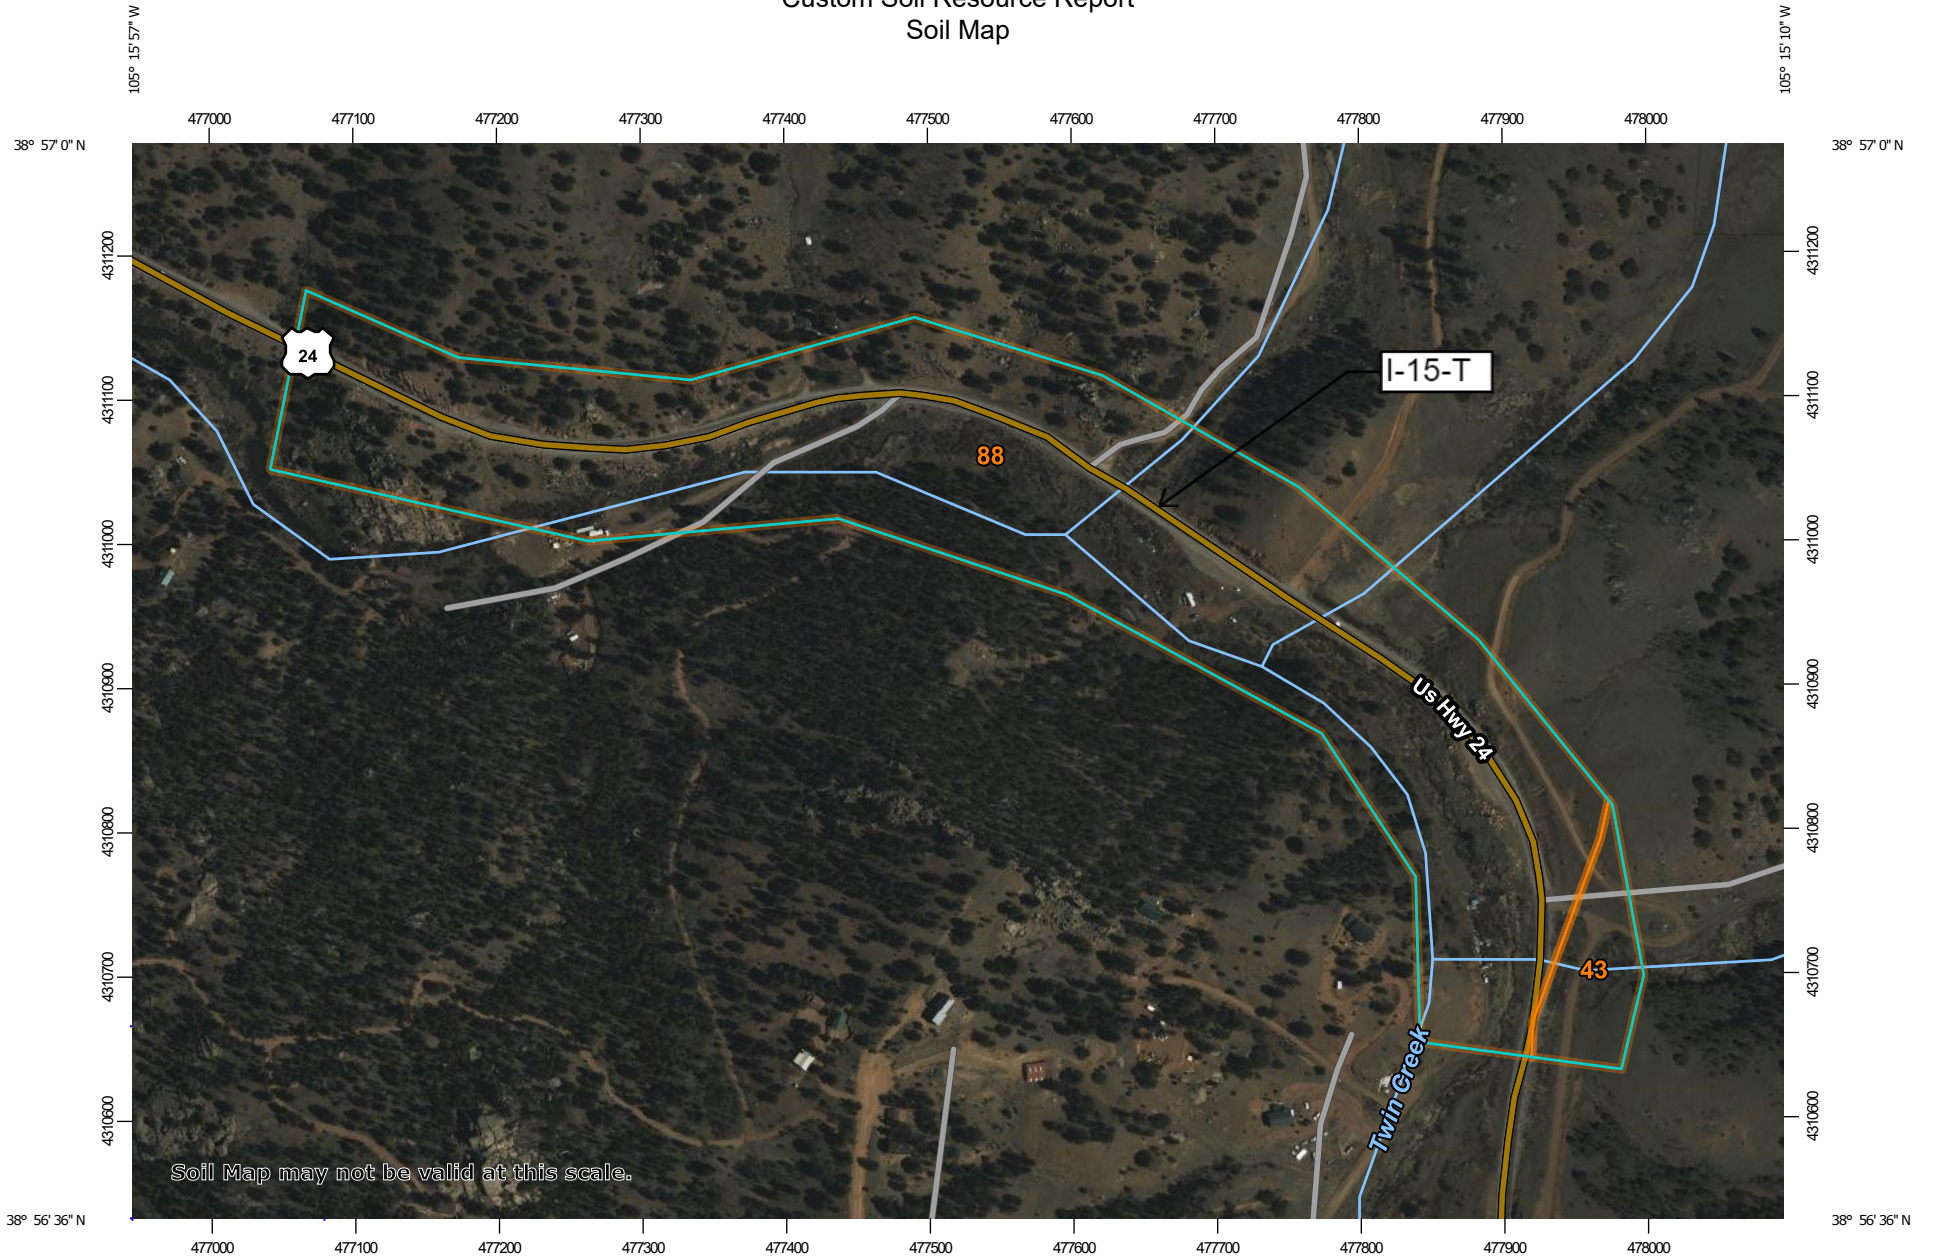 Custom Soil Resource Report
Soil Map
105° 15' 57" W
105° 15' 10" W
477000 477100 477200 477300 477400 477500 477600 477700 477800 477900 478000
38° 57' 0" N
38° 57' 0" N
4311200
4311200
24
I-15-T
4311100
4311100
88
4311000
4311000
4310900
4310900
Us Hwy 24
4310800
4310800
4310700
4310700
43
4310600
4310600
Twin Creek
Soil Map may not be valid at this scale.
38° 56' 36" N
38° 56' 36" N
477000 477100 477200 477300 477400 477500 477600 477700 477800 477900 478000